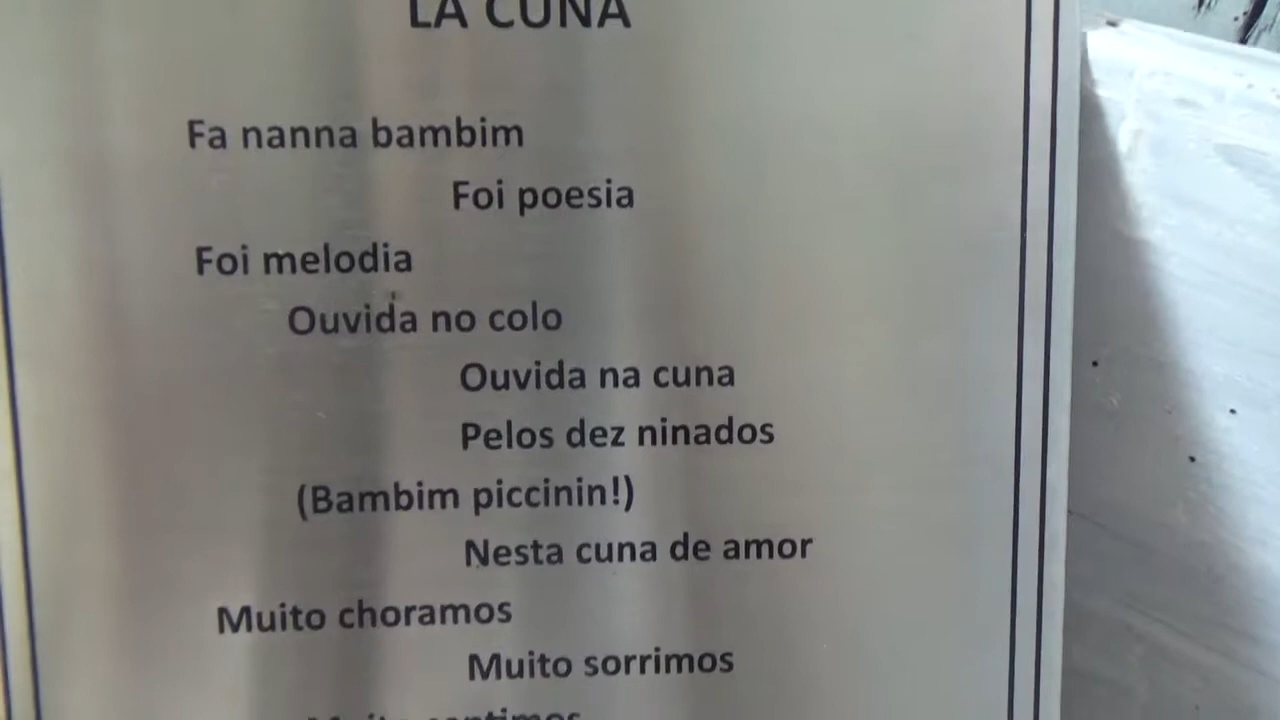 LA CUNA
Fa nanna bambim
Foi poesia
Foi melodia
Ouvida no colo
Ouvida na cuna
Pelos dez ninados
(Bambim piccinin!)
Nesta cuna de amor
Muito choramos
Muito sorrimos